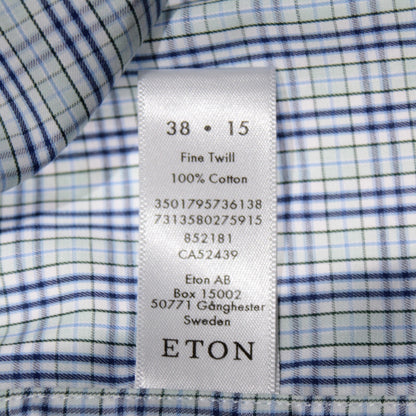 38 • 15
Fine Twill
100% Cotton
3501795736138
7313580275915
852181
CA52439
Eton AB
Box 15002
50771 Gånghester
Sweden
ETON